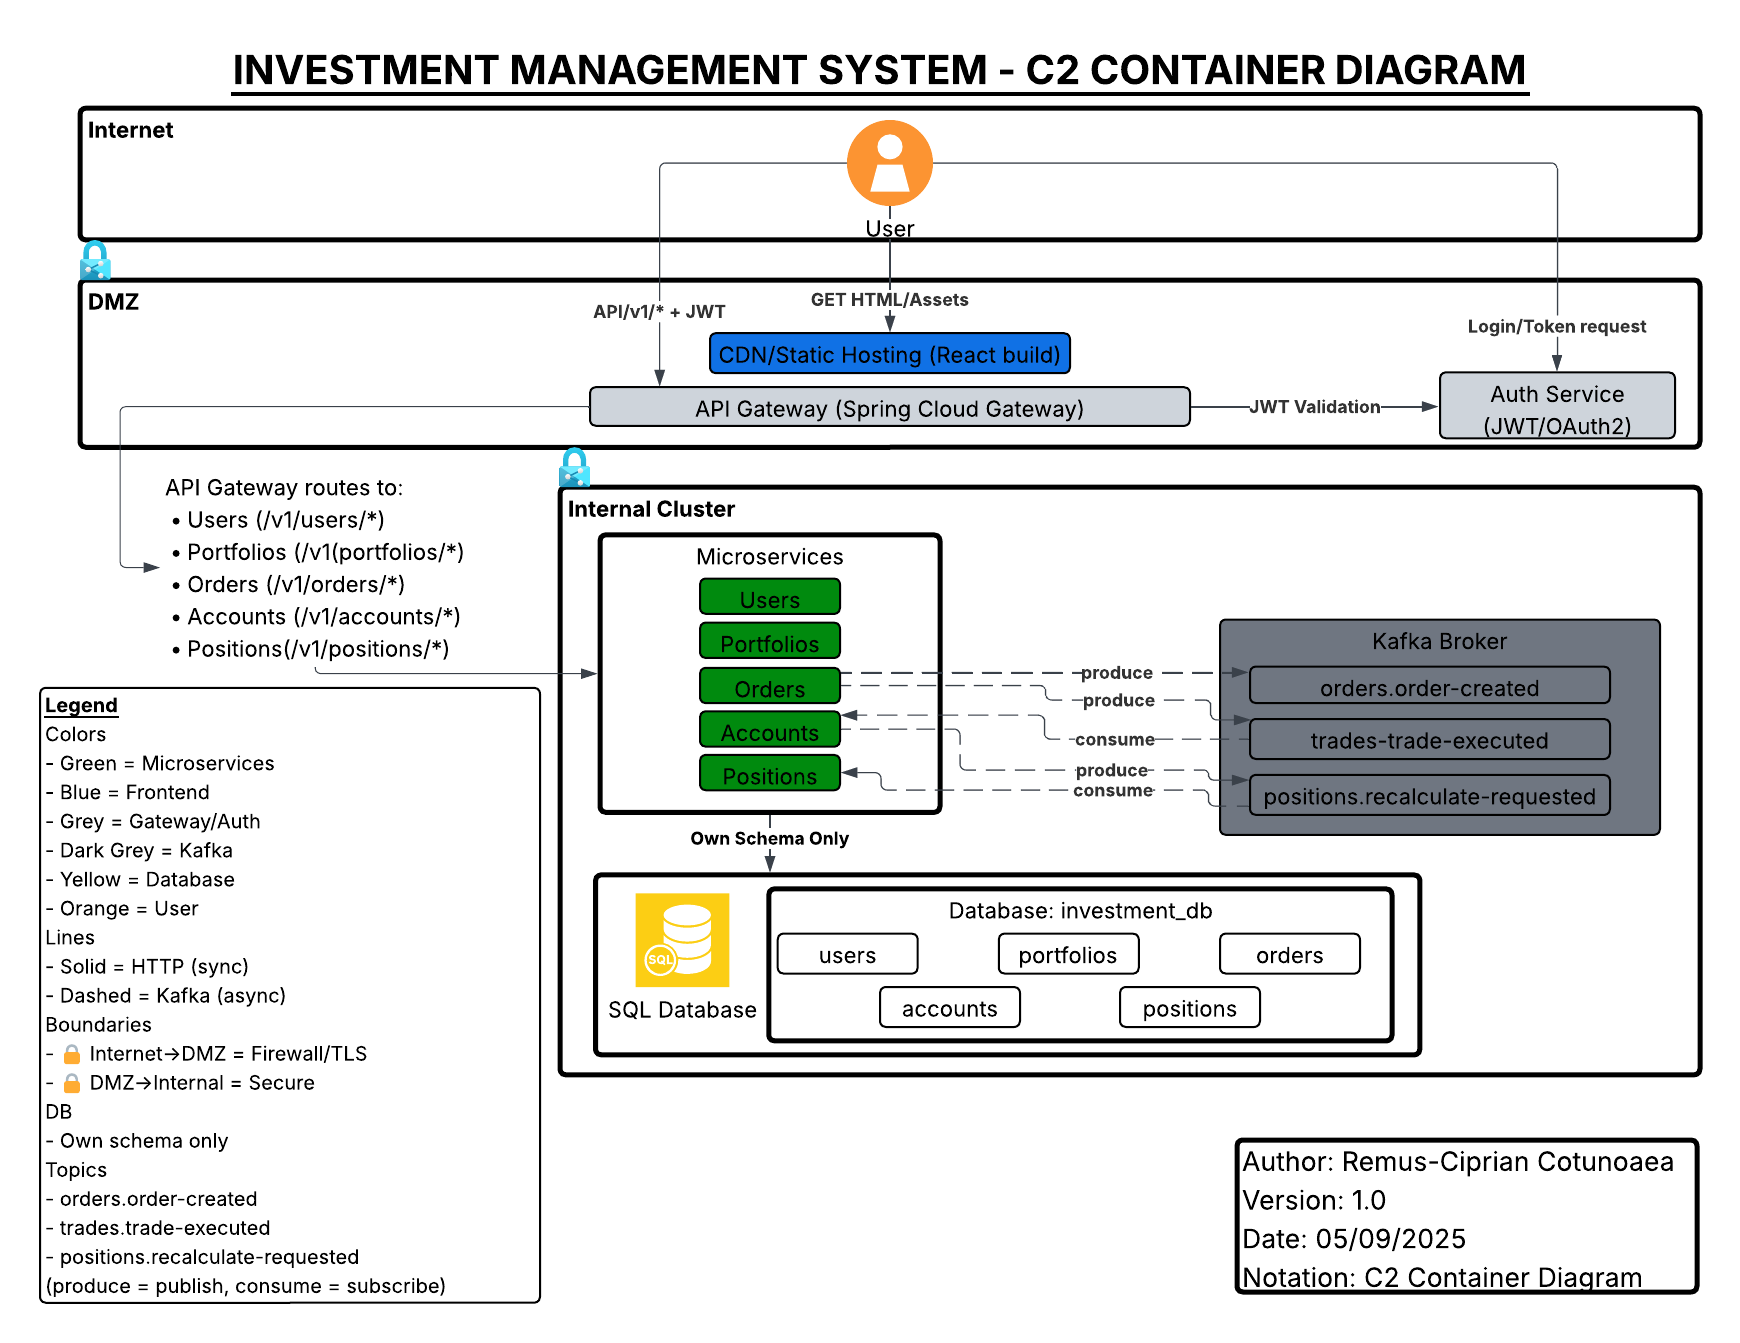 INVESTMENT MANAGEMENT SYSTEM - C2 CONTAINER DIAGRAM
Internet
User
DMZ
API/v1/* + JWT
GET HTML/Assets
Login/Token request
CDN/Static Hosting (React build)
API Gateway (Spring Cloud Gateway)
JWT Validation
Auth Service
(JWT/OAuth2)
API Gateway routes to:
• Users (/v1/users/*)
• Portfolios (/v1(portfolios/*)
• Orders (/v1/orders/*)
• Accounts (/v1/accounts/*)
• Positions(/v1/positions/*)
Internal Cluster
Microservices
Users
Portfolios
Orders
Accounts
Positions
produce
produce
consume
produce
consume
Kafka Broker
orders.order-created
trades-trade-executed
positions.recalculate-requested
Own Schema Only
SQL
SQL Database
Database: investment_db
users
portfolios
orders
accounts
positions
Legend
Colors
- Green = Microservices
- Blue = Frontend
- Grey = Gateway/Auth
- Dark Grey = Kafka
- Yellow = Database
- Orange = User
Lines
- Solid = HTTP (sync)
- Dashed = Kafka (async)
Boundaries
- 🔒 Internet→DMZ = Firewall/TLS
- 🔒 DMZ→Internal = Secure
DB
- Own schema only
Topics
- orders.order-created
- trades.trade-executed
- positions.recalculate-requested
(produce = publish, consume = subscribe)
Author: Remus-Ciprian Cotunoaea
Version: 1.0
Date: 05/09/2025
Notation: C2 Container Diagram